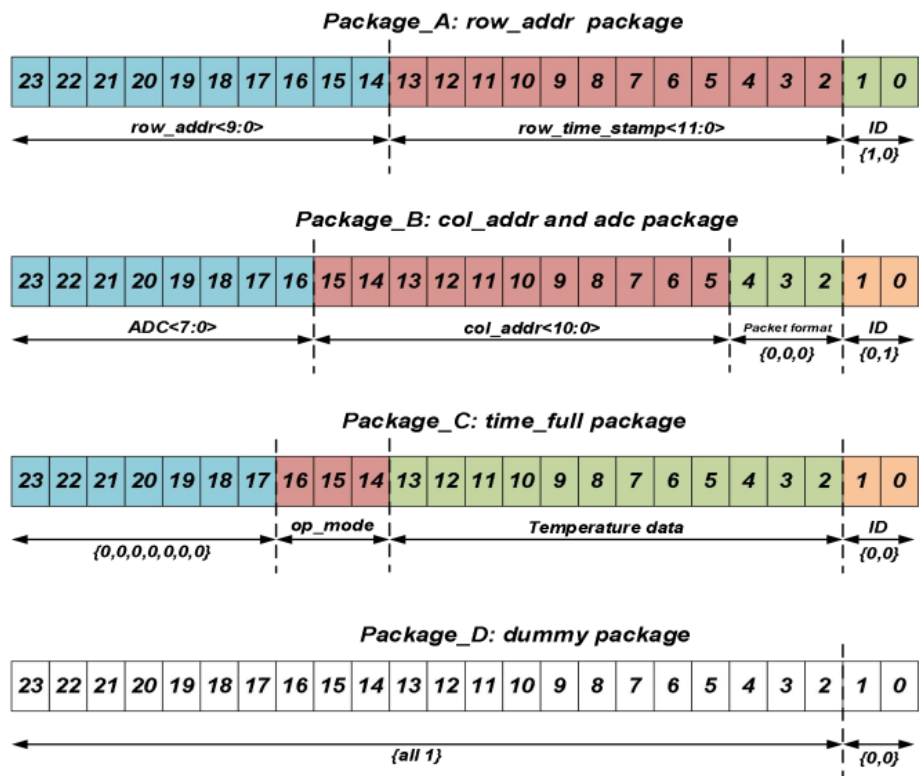 Package_A: row_addr package
23 22 21 20 19 18 17 16 15 14 13 12 11 10 9 8 7 6 5 4 3 2 1 0
row_addr<9:0> row_time_stamp<11:0> ID
{1,0}
Package_B: col_addr and adc package
23 22 21 20 19 18 17 16 15 14 13 12 11 10 9 8 7 6 5 4 3 2 1 0
ADC<7:0> col_addr<10:0> Packet format ID
{0,0,0} {0,1}
Package_C: time_full package
23 22 21 20 19 18 17 16 15 14 13 12 11 10 9 8 7 6 5 4 3 2 1 0
op_mode Temperature data ID
{0,0,0,0,0,0,0} {0,0}
Package_D: dummy package
23 22 21 20 19 18 17 16 15 14 13 12 11 10 9 8 7 6 5 4 3 2 1 0
{all 1} {0,0}